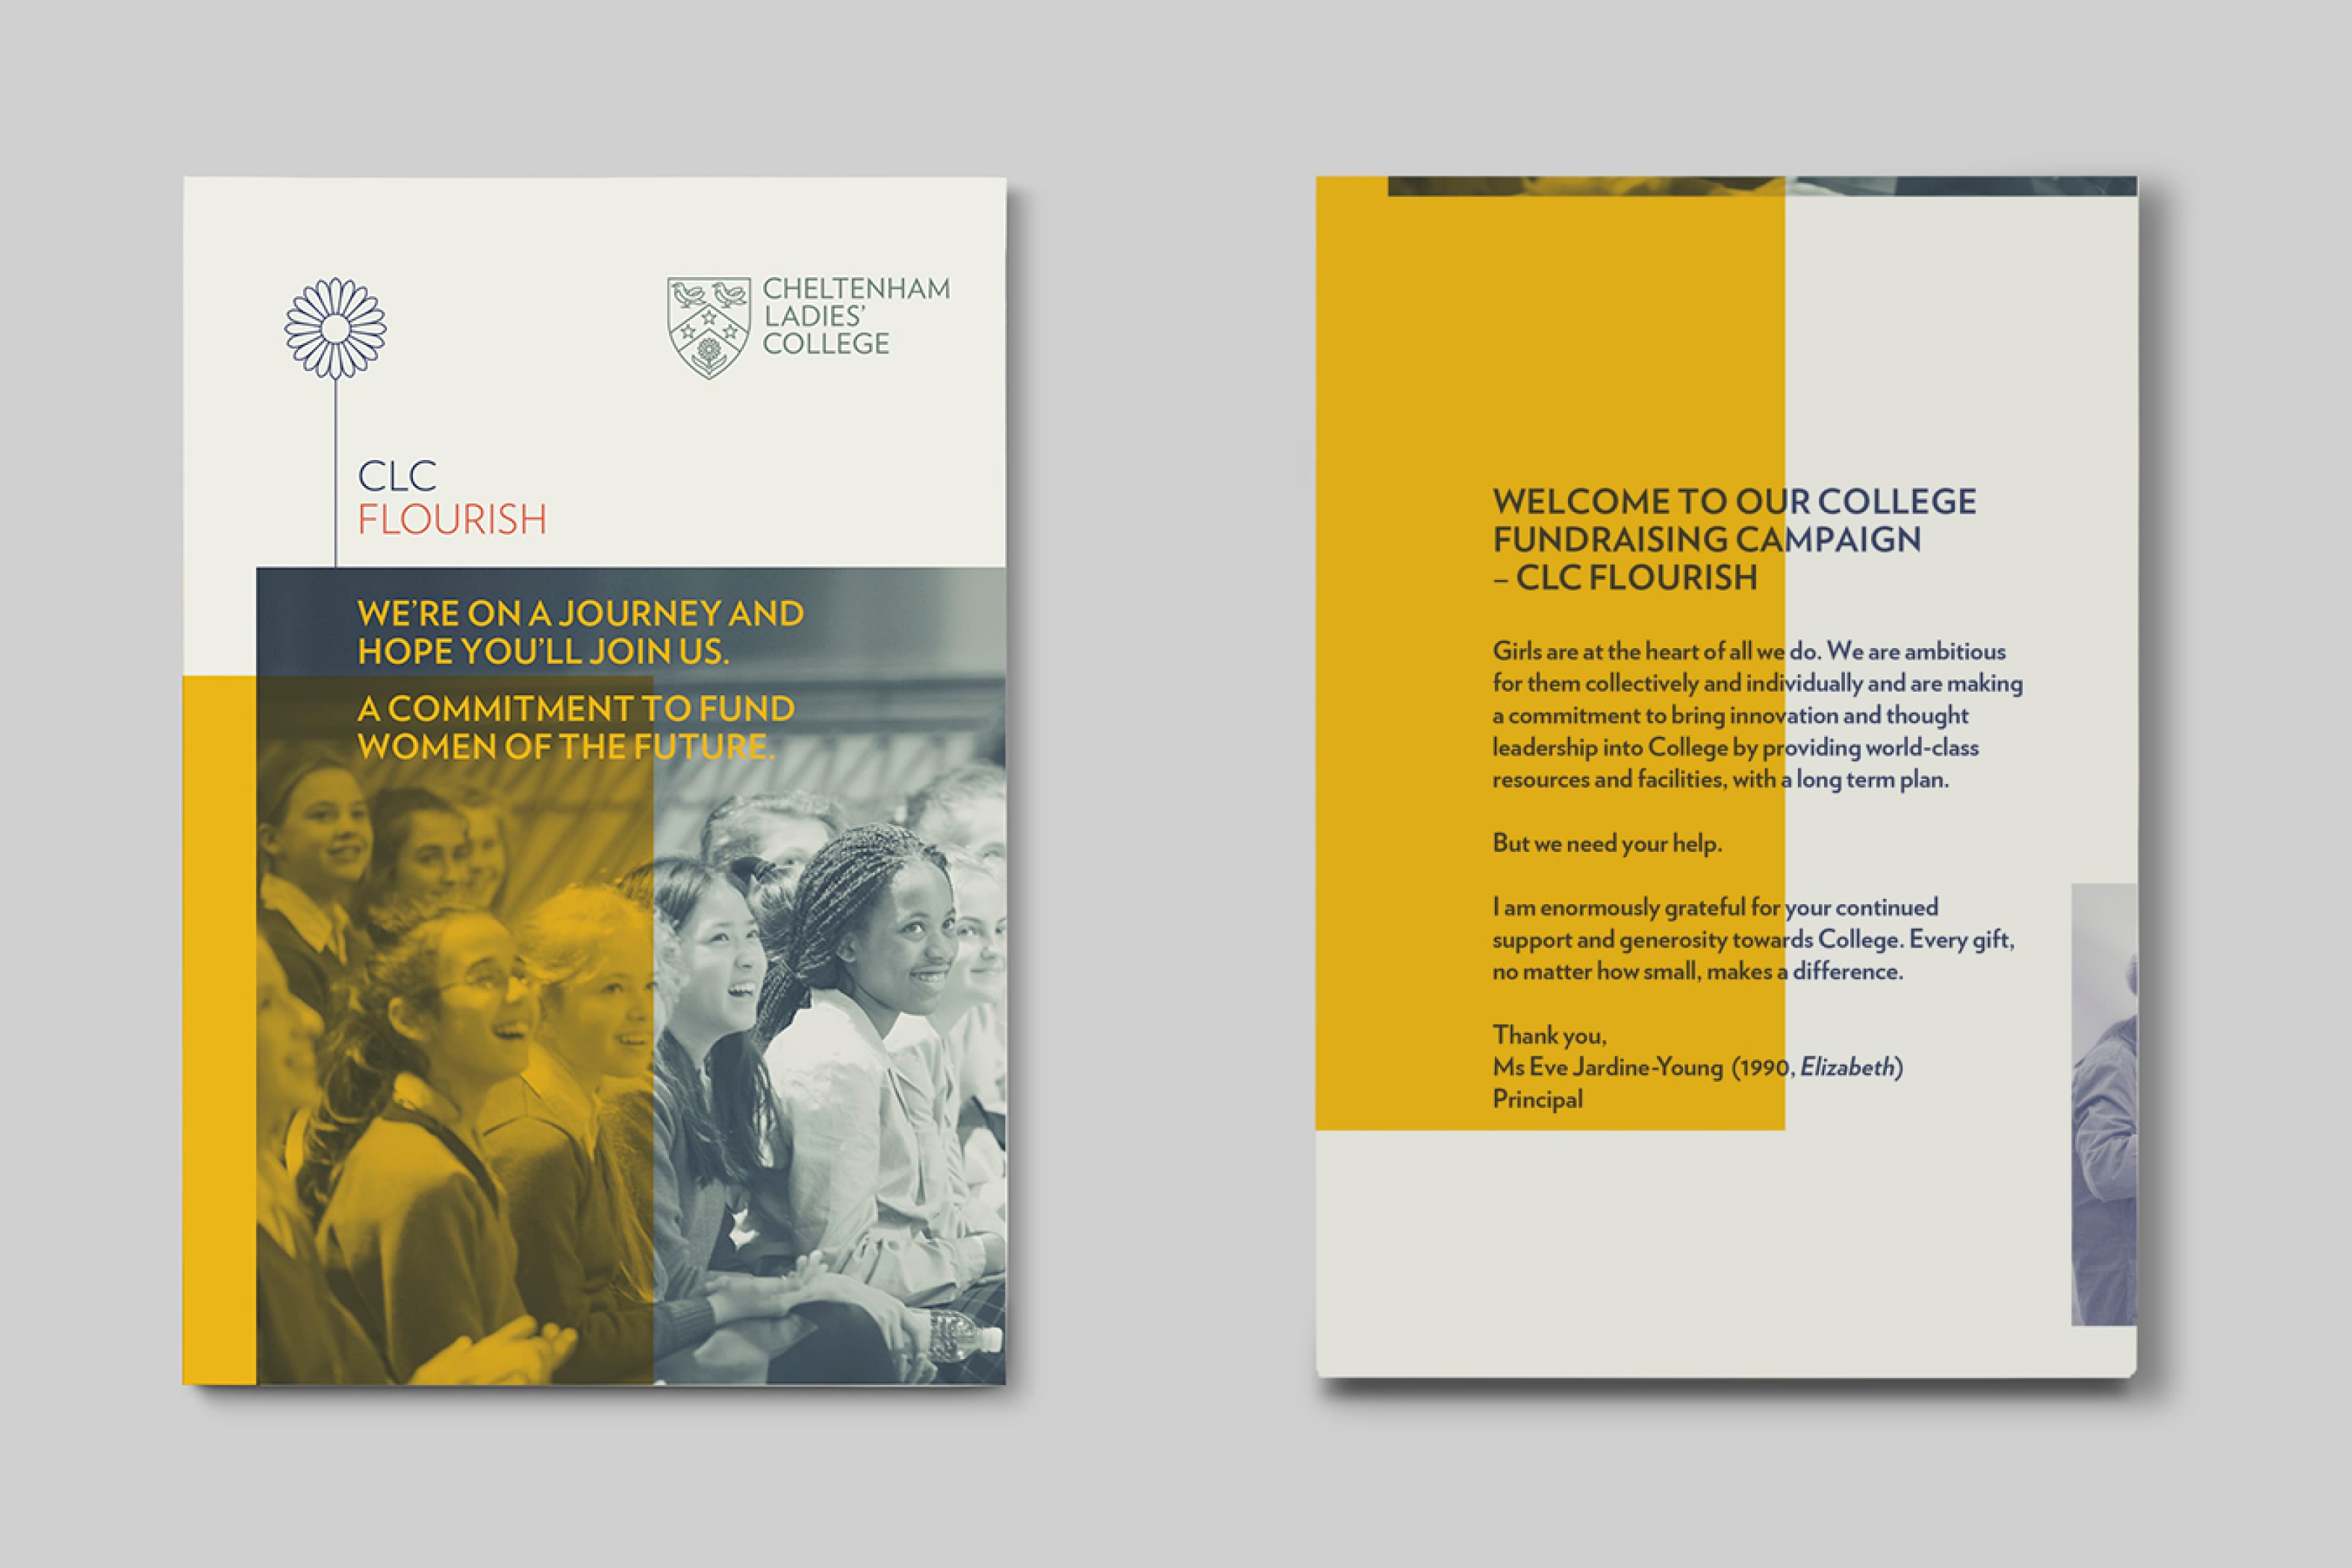 CHELTENHAM
LADIES'
COLLEGE
CLC
FLOURISH
WE'RE ON A JOURNEY AND
HOPE YOU'LL JOIN US.
A COMMITMENT TO FUND
WOMEN OF THE FUTURE.
WELCOME TO OUR COLLEGE
FUNDRAISING CAMPAIGN
– CLC FLOURISH
Girls are at the heart of all we do. We are ambitious
for them collectively and individually and are making
a commitment to bring innovation and thought
leadership into College by providing world-class
resources and facilities, with a long term plan.
But we need your help.
I am enormously grateful for your continued
support and generosity towards College. Every gift,
no matter how small, makes a difference.
Thank you,
Ms Eve Jardine-Young (1990, Elizabeth)
Principal